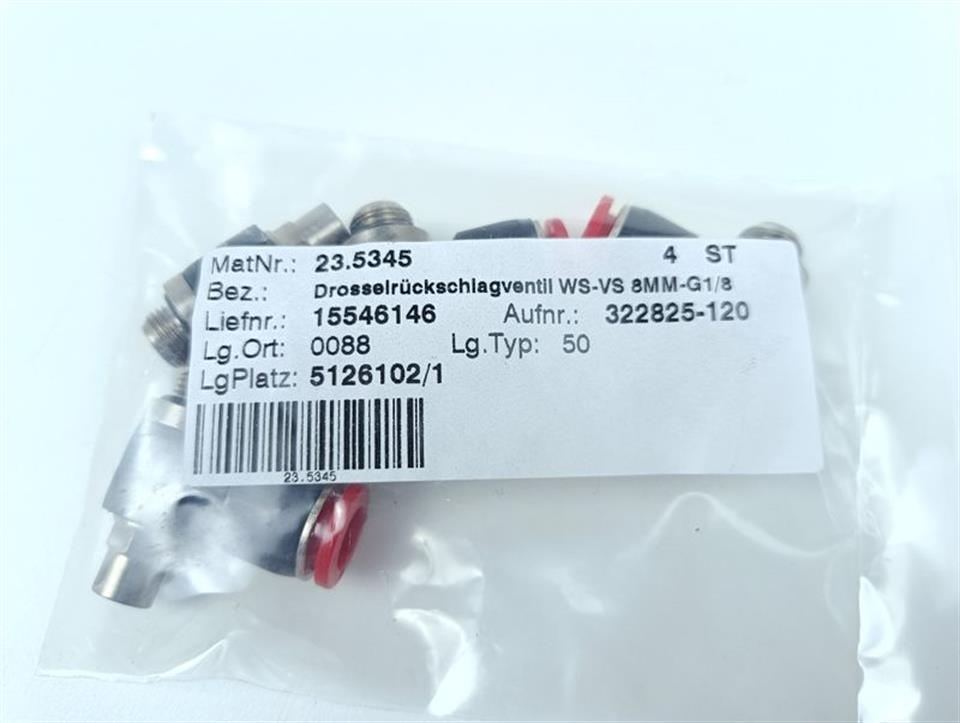 MatNr.: 23.5345 4 ST
Bez.: Drosselrückschlagventil WS-VS 8MM-G1/8
Liefnr.: 15546146 Aufnr.: 322825-120
Lg.Ort: 0088 Lg.Typ: 50
LgPlatz: 5126102/1
23.5345